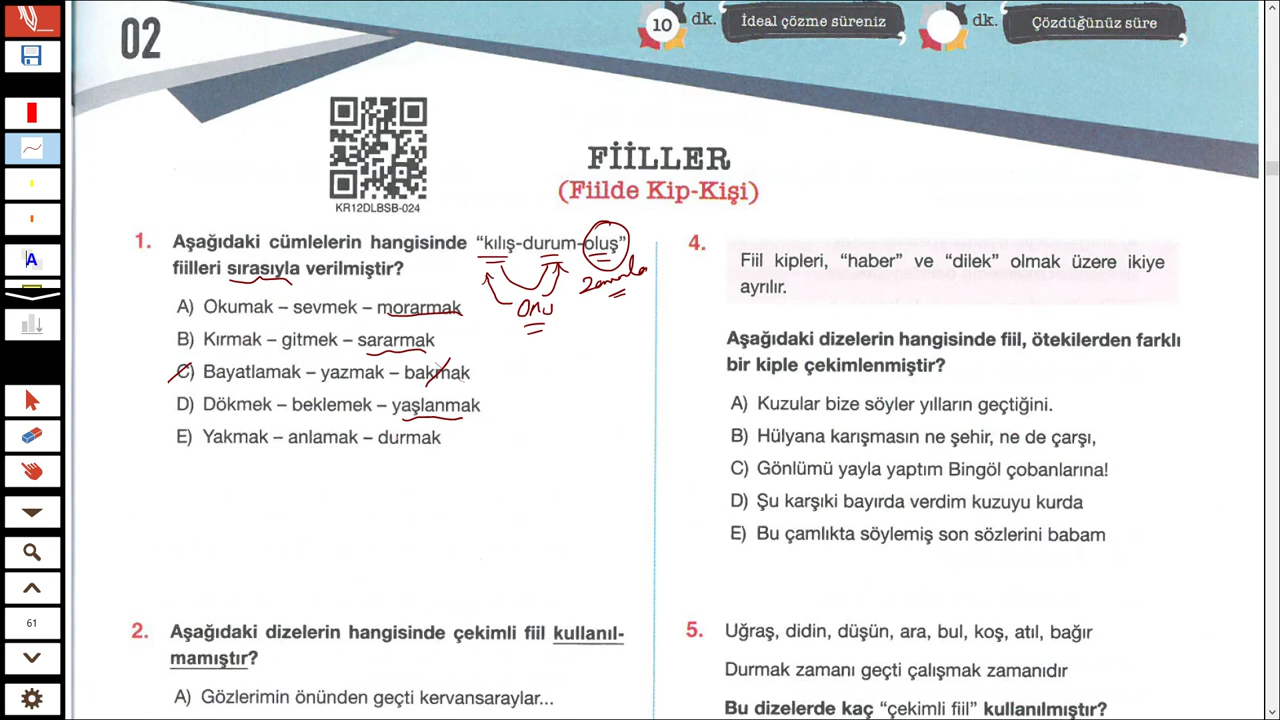 02
10 dk. İdeal çözme süreniz
dk. Çözdüğünüz süre
KR12DLBSB-024
FİİLLER
(Fiilde Kip-Kişi)
1. Aşağıdaki cümlelerin hangisinde “kılış-durum-oluş”
fiilleri sırasıyla verilmiştir?
Zamanla
onu
A) Okumak – sevmek – morarmak
B) Kırmak – gitmek – sararmak
C) Bayatlamak – yazmak – bakmak
D) Dökmek – beklemek – yaşlanmak
E) Yakmak – anlamak – durmak
2. Aşağıdaki dizelerin hangisinde çekimli fiil kullanıl-
mamıştır?
A) Gözlerimin önünden geçti kervansaraylar...
4. Fiil kipleri, “haber” ve “dilek” olmak üzere ikiye
ayrılır.
Aşağıdaki dizelerin hangisinde fiil, ötekilerden farklı
bir kiple çekimlenmiştir?
A) Kuzular bize söyler yılların geçtiğini.
B) Hülyana karışmasın ne şehir, ne de çarşı,
C) Gönlümü yayla yaptım Bingöl çobanlarına!
D) Şu karşıki bayırda verdim kuzuyu kurda
E) Bu çamlıkta söylemiş son sözlerini babam
5. Uğraş, didin, düşün, ara, bul, koş, atıl, bağır
Durmak zamanı geçti çalışmak zamanıdır
Bu dizelerde kaç “çekimli fiil” kullanılmıştır?
A
61